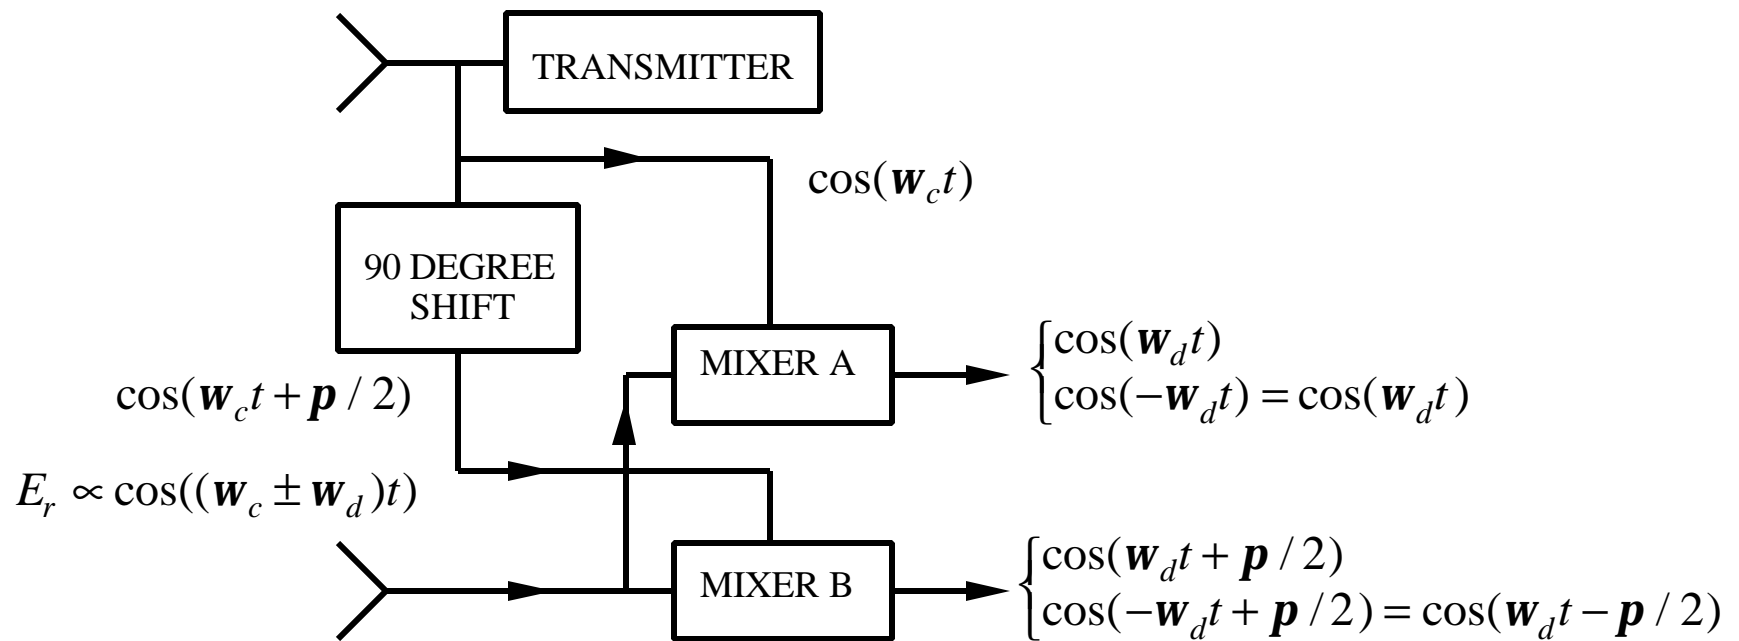 TRANSMITTER
cos(w_c t)
90 DEGREE
SHIFT
MIXER A
cos(w_d t)
cos(−w_d t) = cos(w_d t)
cos(w_c t + p / 2)
E_r ∝ cos((w_c ± w_d)t)
MIXER B
cos(w_d t + p / 2)
cos(−w_d t + p / 2) = cos(w_d t − p / 2)